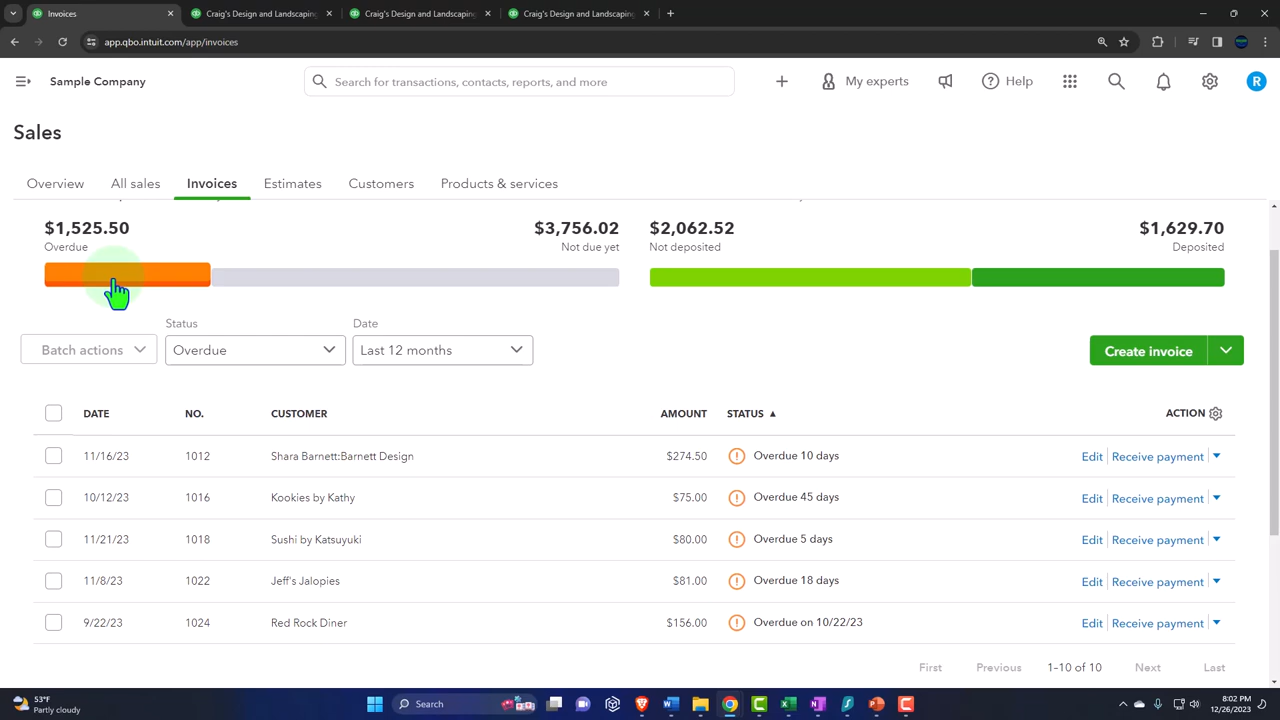 Invoices
Craig's Design and Landscaping
Craig's Design and Landscaping
Craig's Design and Landscaping
app.qbo.intuit.com/app/invoices
Sample Company
Search for transactions, contacts, reports, and more
My experts
Help
R
Sales
Overview All sales Invoices Estimates Customers Products & services
$1,525.50 $3,756.02 $2,062.52 $1,629.70
Overdue Not due yet Not deposited Deposited
Status Date
Batch actions Overdue Last 12 months Create invoice
DATE NO. CUSTOMER AMOUNT STATUS ▲ ACTION
11/16/23 1012 Shara Barnett:Barnett Design $274.50 Overdue 10 days Edit Receive payment
10/12/23 1016 Kookies by Kathy $75.00 Overdue 45 days Edit Receive payment
11/21/23 1018 Sushi by Katsuyuki $80.00 Overdue 5 days Edit Receive payment
11/8/23 1022 Jeff's Jalopies $81.00 Overdue 18 days Edit Receive payment
9/22/23 1024 Red Rock Diner $156.00 Overdue on 10/22/23 Edit Receive payment
First Previous 1-10 of 10 Next Last
53°F
Partly cloudy
Search
8:02 PM
12/26/2023